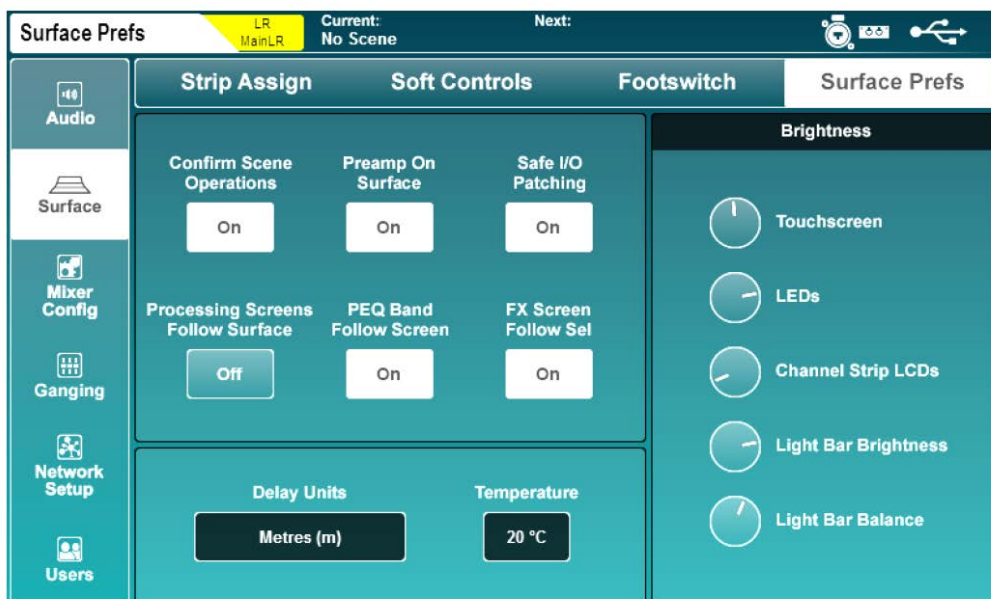 Surface Prefs
LR
MainLR
Current:
No Scene
Next:
Strip Assign
Soft Controls
Footswitch
Surface Prefs
Audio
Surface
Mixer
Config
Ganging
Network
Setup
Users
Confirm Scene
Operations
On
Preamp On
Surface
On
Safe I/O
Patching
On
Processing Screens
Follow Surface
Off
PEQ Band
Follow Screen
On
FX Screen
Follow Sel
On
Delay Units
Metres (m)
Temperature
20 °C
Brightness
Touchscreen
LEDs
Channel Strip LCDs
Light Bar Brightness
Light Bar Balance